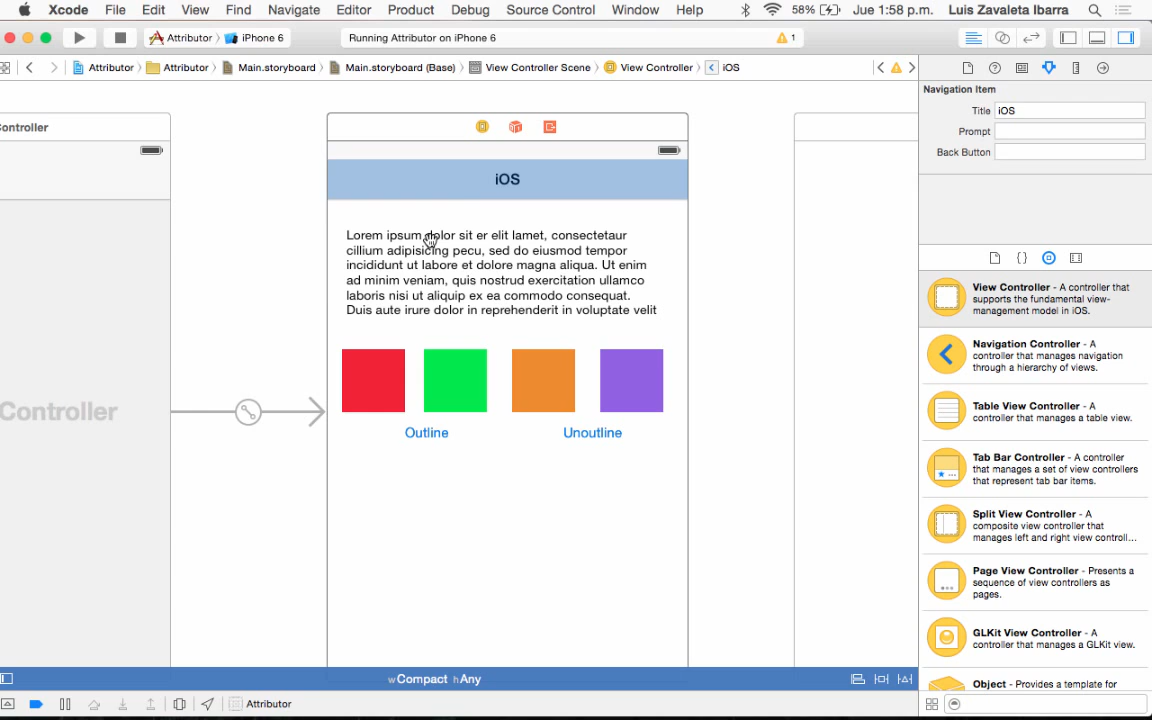 Xcode File Edit View Find Navigate Editor Product Debug Source Control Window Help 58% Jue 1:58 p.m. Luis Zavaleta Ibarra
Attributor iPhone 6 Running Attributor on iPhone 6 1
Attributor Attributor Main.storyboard Main.storyboard (Base) View Controller Scene View Controller iOS
Controller
Controller
iOS
Lorem ipsum dolor sit er elit lamet, consectetaur
cillium adipisicing pecu, sed do eiusmod tempor
incididunt ut labore et dolore magna aliqua. Ut enim
ad minim veniam, quis nostrud exercitation ullamco
laboris nisi ut aliquip ex ea commodo consequat.
Duis aute irure dolor in reprehenderit in voluptate velit
Outline Unoutline
wCompact hAny
Attributor
Navigation Item
Title iOS
Prompt
Back Button
{}
View Controller - A controller that
supports the fundamental view-
management model in iOS.
Navigation Controller - A
controller that manages navigation
through a hierarchy of views.
Table View Controller - A
controller that manages a table view.
Tab Bar Controller - A controller
that manages a set of view controllers
that represent tab bar items.
Split View Controller - A
composite view controller that
manages left and right view controll...
Page View Controller - Presents a
sequence of view controllers as
pages.
GLKit View Controller - A
controller that manages a GLKit view.
Object - Provides a template for